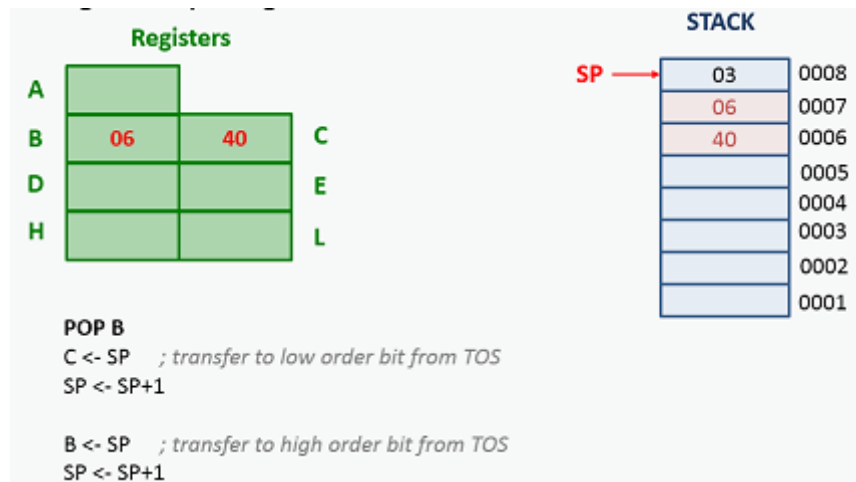 Registers
STACK
A
B 06 40 C
D E
H L
SP 03 0008
06 0007
40 0006
0005
0004
0003
0002
0001
POP B
C <- SP ; transfer to low order bit from TOS
SP <- SP+1
B <- SP ; transfer to high order bit from TOS
SP <- SP+1